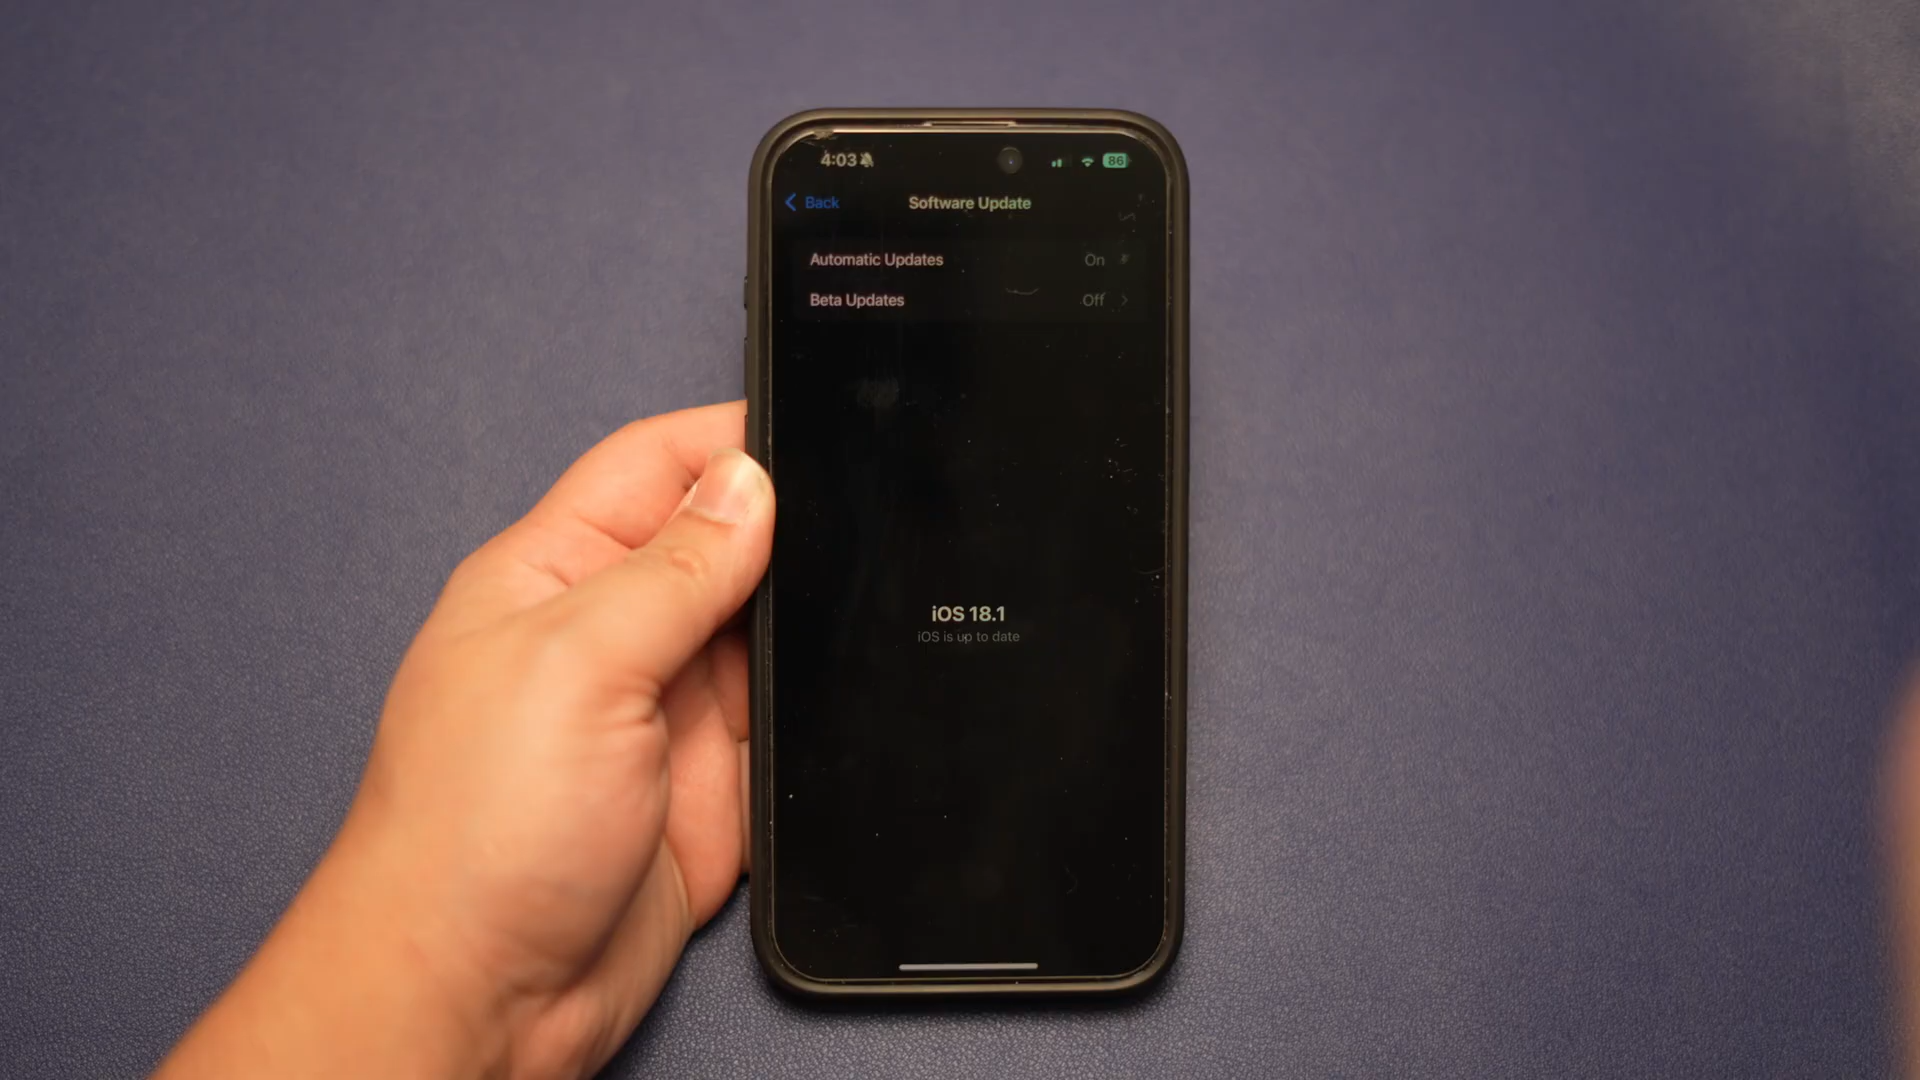 4:03 86
Back Software Update
Automatic Updates On
Beta Updates Off
iOS 18.1
iOS is up to date